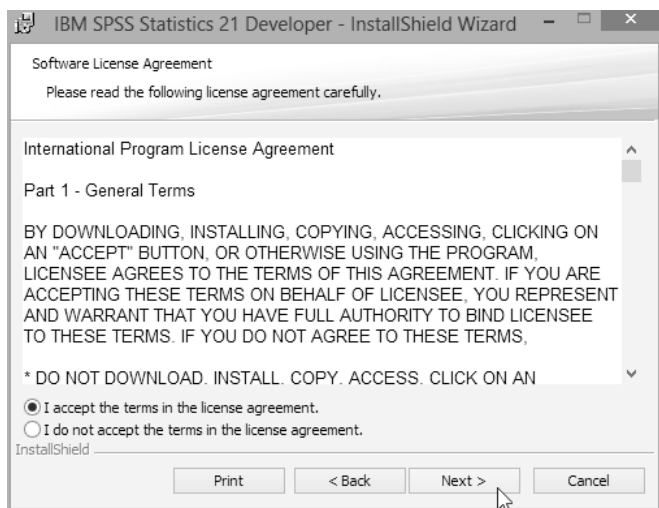 IBM SPSS Statistics 21 Developer - InstallShield Wizard
Software License Agreement
Please read the following license agreement carefully.
International Program License Agreement
Part 1 - General Terms
BY DOWNLOADING, INSTALLING, COPYING, ACCESSING, CLICKING ON
AN "ACCEPT" BUTTON, OR OTHERWISE USING THE PROGRAM,
LICENSEE AGREES TO THE TERMS OF THIS AGREEMENT. IF YOU ARE
ACCEPTING THESE TERMS ON BEHALF OF LICENSEE, YOU REPRESENT
AND WARRANT THAT YOU HAVE FULL AUTHORITY TO BIND LICENSEE
TO THESE TERMS. IF YOU DO NOT AGREE TO THESE TERMS,
* DO NOT DOWNLOAD, INSTALL, COPY, ACCESS, CLICK ON AN
I accept the terms in the license agreement.
I do not accept the terms in the license agreement.
InstallShield
Print < Back Next > Cancel